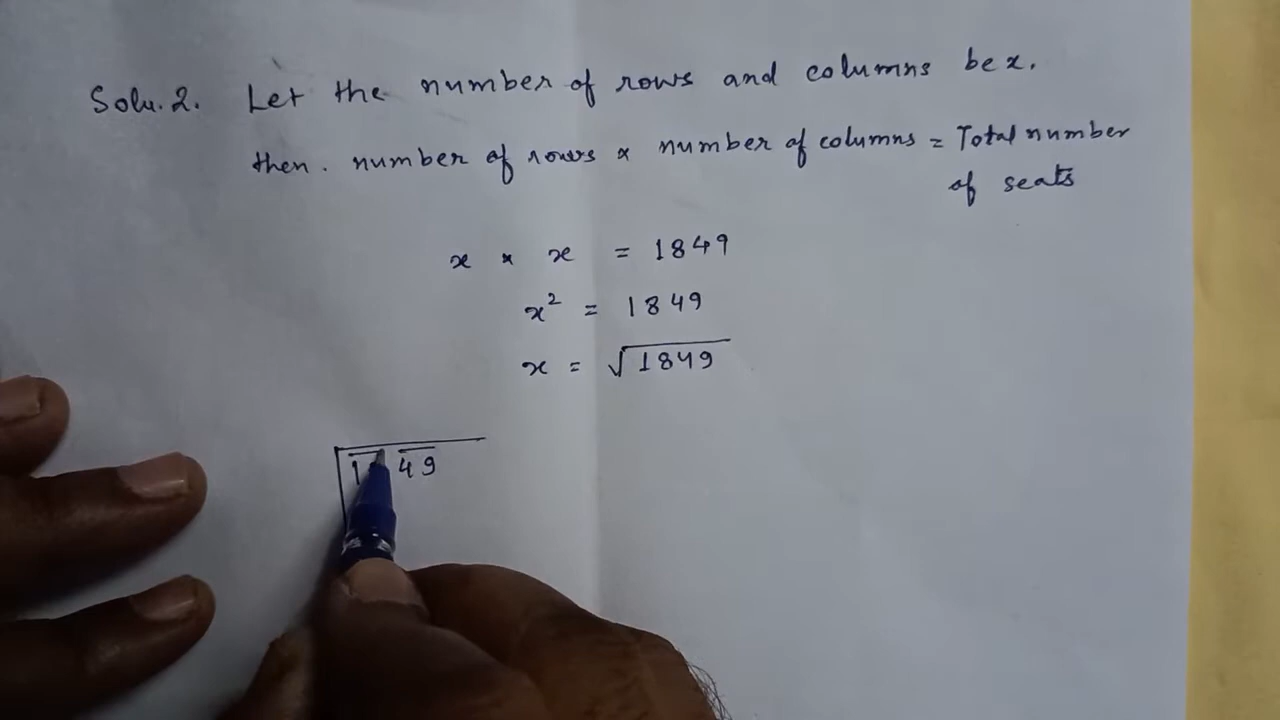 Solu. 2. Let the number of rows and columns be x.
then. number of rows × number of columns = Total number
of seats
x × x = 1849
x² = 1849
x = √1849
1 49